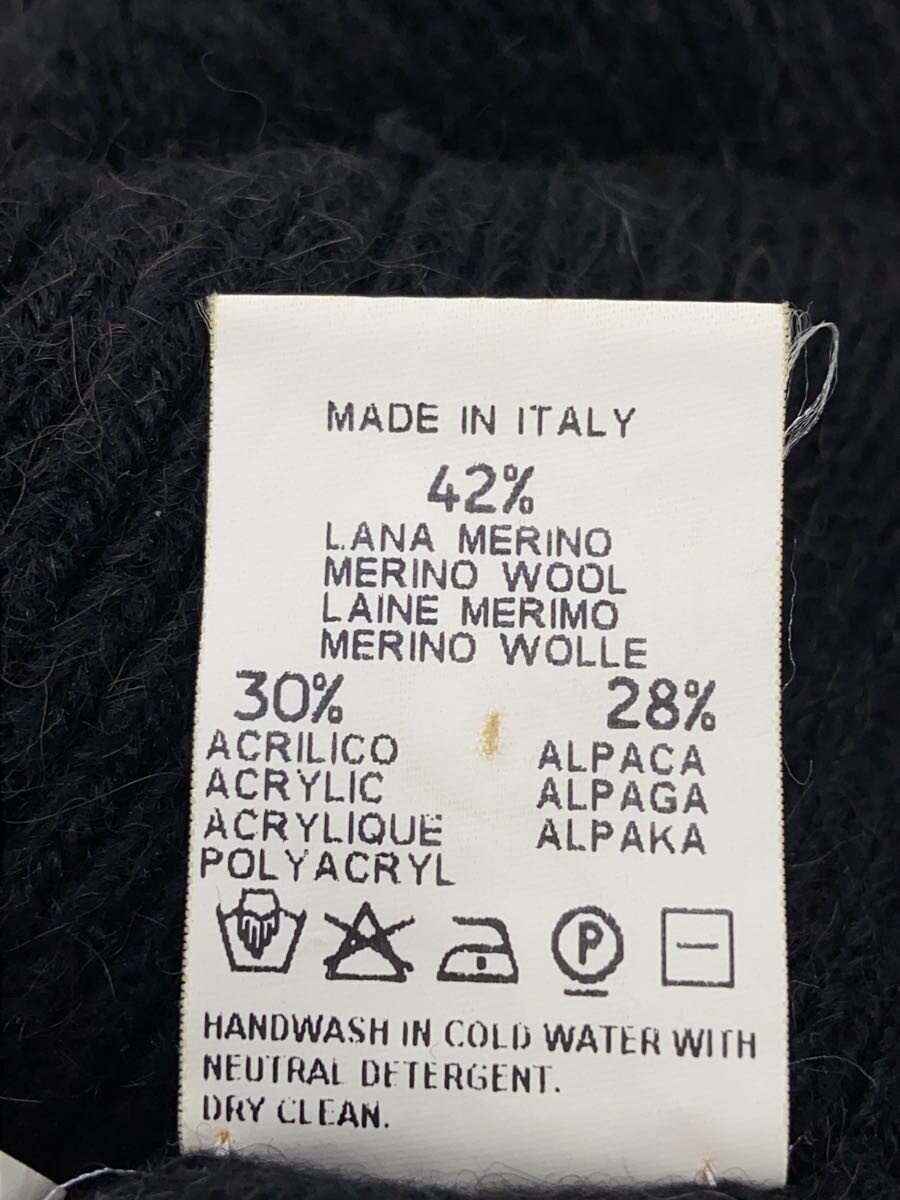 MADE IN ITALY
42%
LANA MERINO
MERINO WOOL
LAINE MERIMO
MERINO WOLLE
30%
ACRILICO
ACRYLIC
ACRYLIQUE
POLYACRYL
28%
ALPACA
ALPAGA
ALPAKA
P
HANDWASH IN COLD WATER WITH
NEUTRAL DETERGENT.
DRY CLEAN.